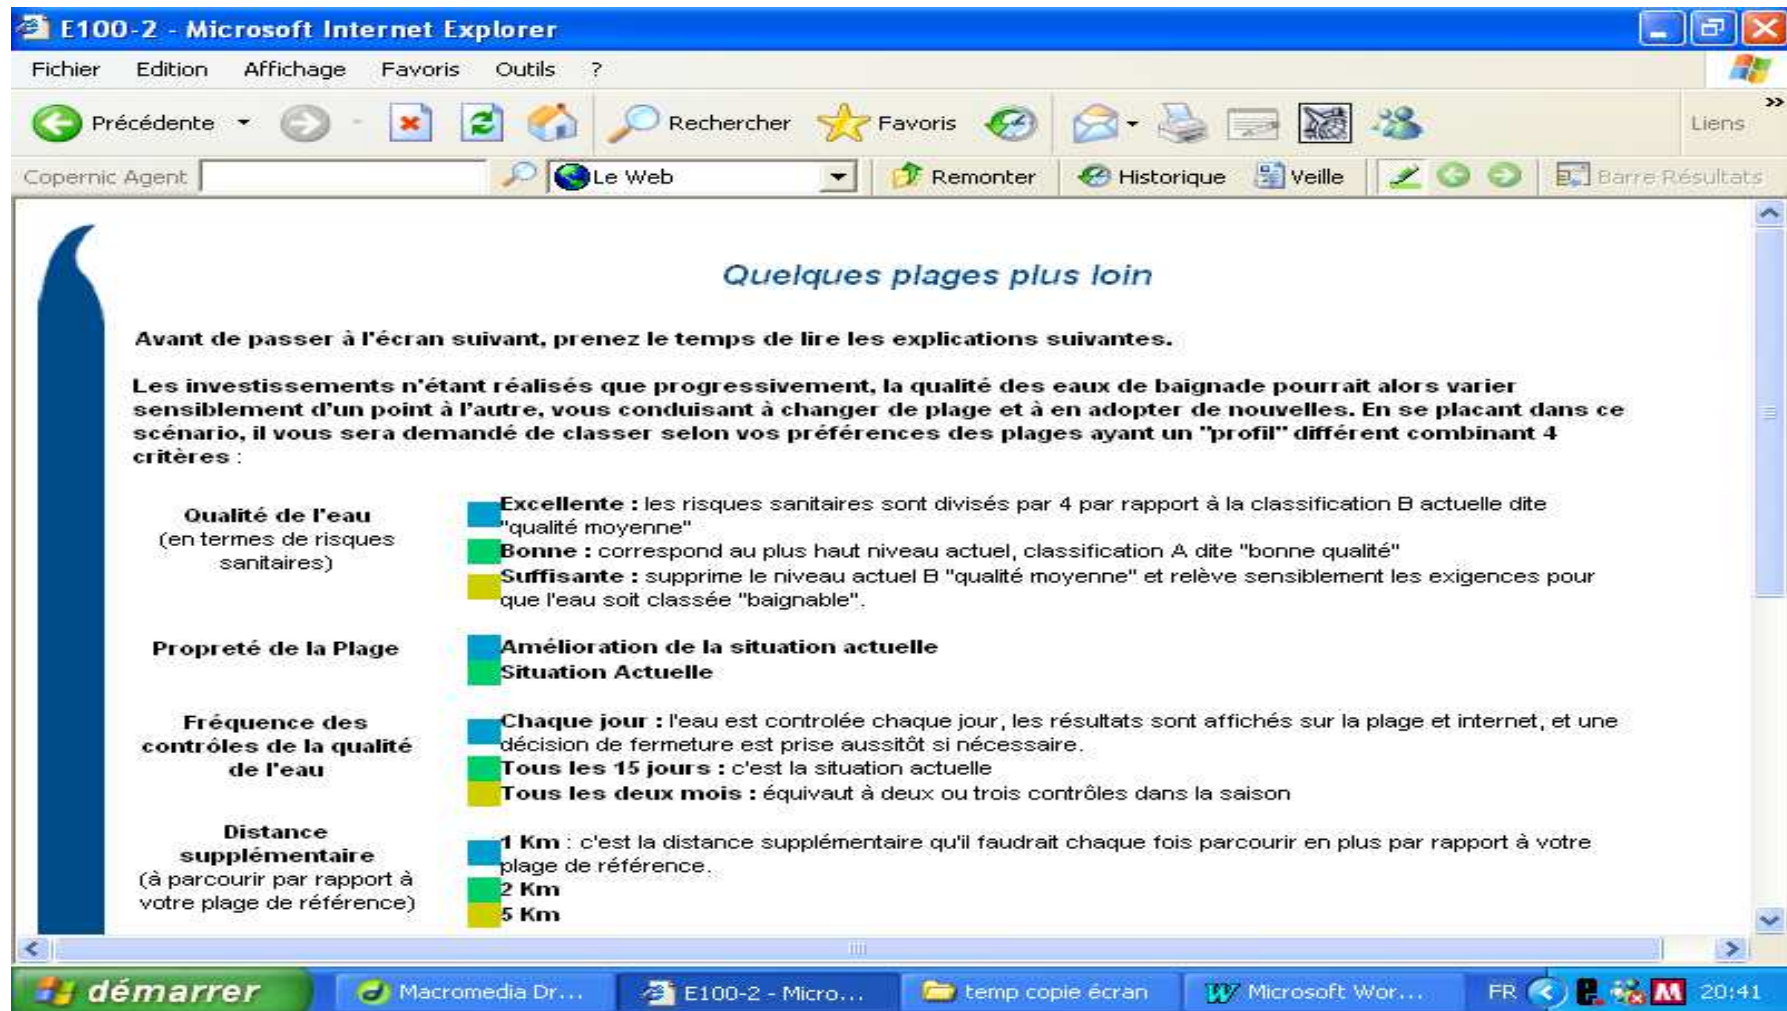 E100-2 - Microsoft Internet Explorer
Fichier Edition Affichage Favoris Outils ?
Précédente Rechercher Favoris Liens »
Copernic Agent Le Web Remonter Historique Veille Barre Résultats
Quelques plages plus loin
Avant de passer à l'écran suivant, prenez le temps de lire les explications suivantes.
Les investissements n'étant réalisés que progressivement, la qualité des eaux de baignade pourrait alors varier
sensiblement d'un point à l'autre, vous conduisant à changer de plage et à en adopter de nouvelles. En se placant dans ce
scénario, il vous sera demandé de classer selon vos préférences des plages ayant un "profil" différent combinant 4
critères :
Qualité de l'eau
(en termes de risques
sanitaires)
Excellente : les risques sanitaires sont divisés par 4 par rapport à la classification B actuelle dite
"qualité moyenne"
Bonne : correspond au plus haut niveau actuel, classification A dite "bonne qualité"
Suffisante : supprime le niveau actuel B "qualité moyenne" et relève sensiblement les exigences pour
que l'eau soit classée "baignable".
Propreté de la Plage
Amélioration de la situation actuelle
Situation Actuelle
Fréquence des
contrôles de la qualité
de l'eau
Chaque jour : l'eau est controlée chaque jour, les résultats sont affichés sur la plage et internet, et une
décision de fermeture est prise aussitôt si nécessaire.
Tous les 15 jours : c'est la situation actuelle
Tous les deux mois : équivaut à deux ou trois contrôles dans la saison
Distance
supplémentaire
(à parcourir par rapport à
votre plage de référence)
1 Km : c'est la distance supplémentaire qu'il faudrait chaque fois parcourir en plus par rapport à votre
plage de référence.
2 Km
5 Km
démarrer Macromedia Dr... E100-2 - Micro... temp copie écran Microsoft Wor... FR 20:41